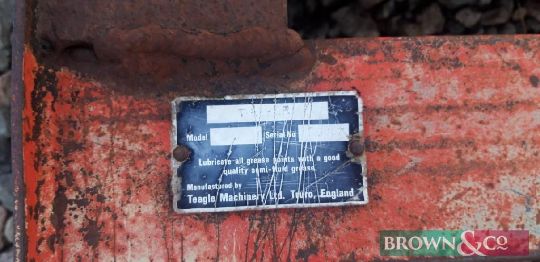 Model Serial No
Lubricate all grease points with a good
quality semi-fluid grease.
Manufactured by
Teagle Machinery Ltd. Truro, England
BROWN & CO